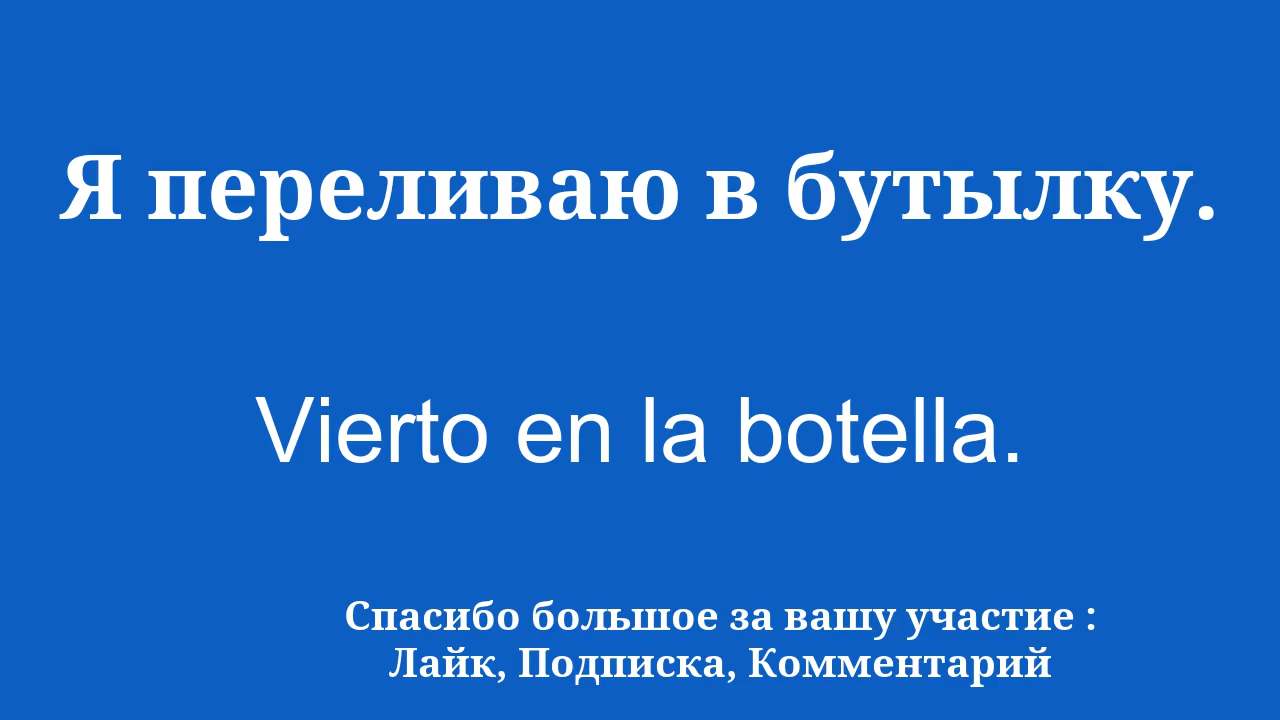 Я переливаю в бутылку.
Vierto en la botella.
Спасибо большое за вашу участие :
Лайк, Подписка, Комментарий